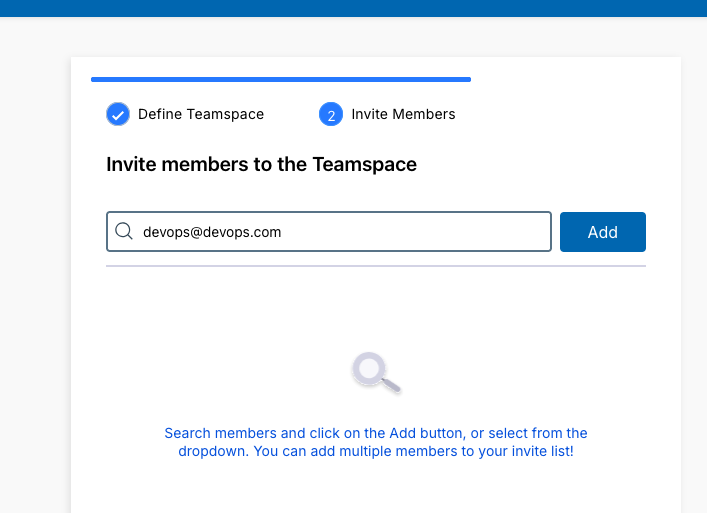 Define Teamspace
2 Invite Members
Invite members to the Teamspace
devops@devops.com
Add
Search members and click on the Add button, or select from the
dropdown. You can add multiple members to your invite list!